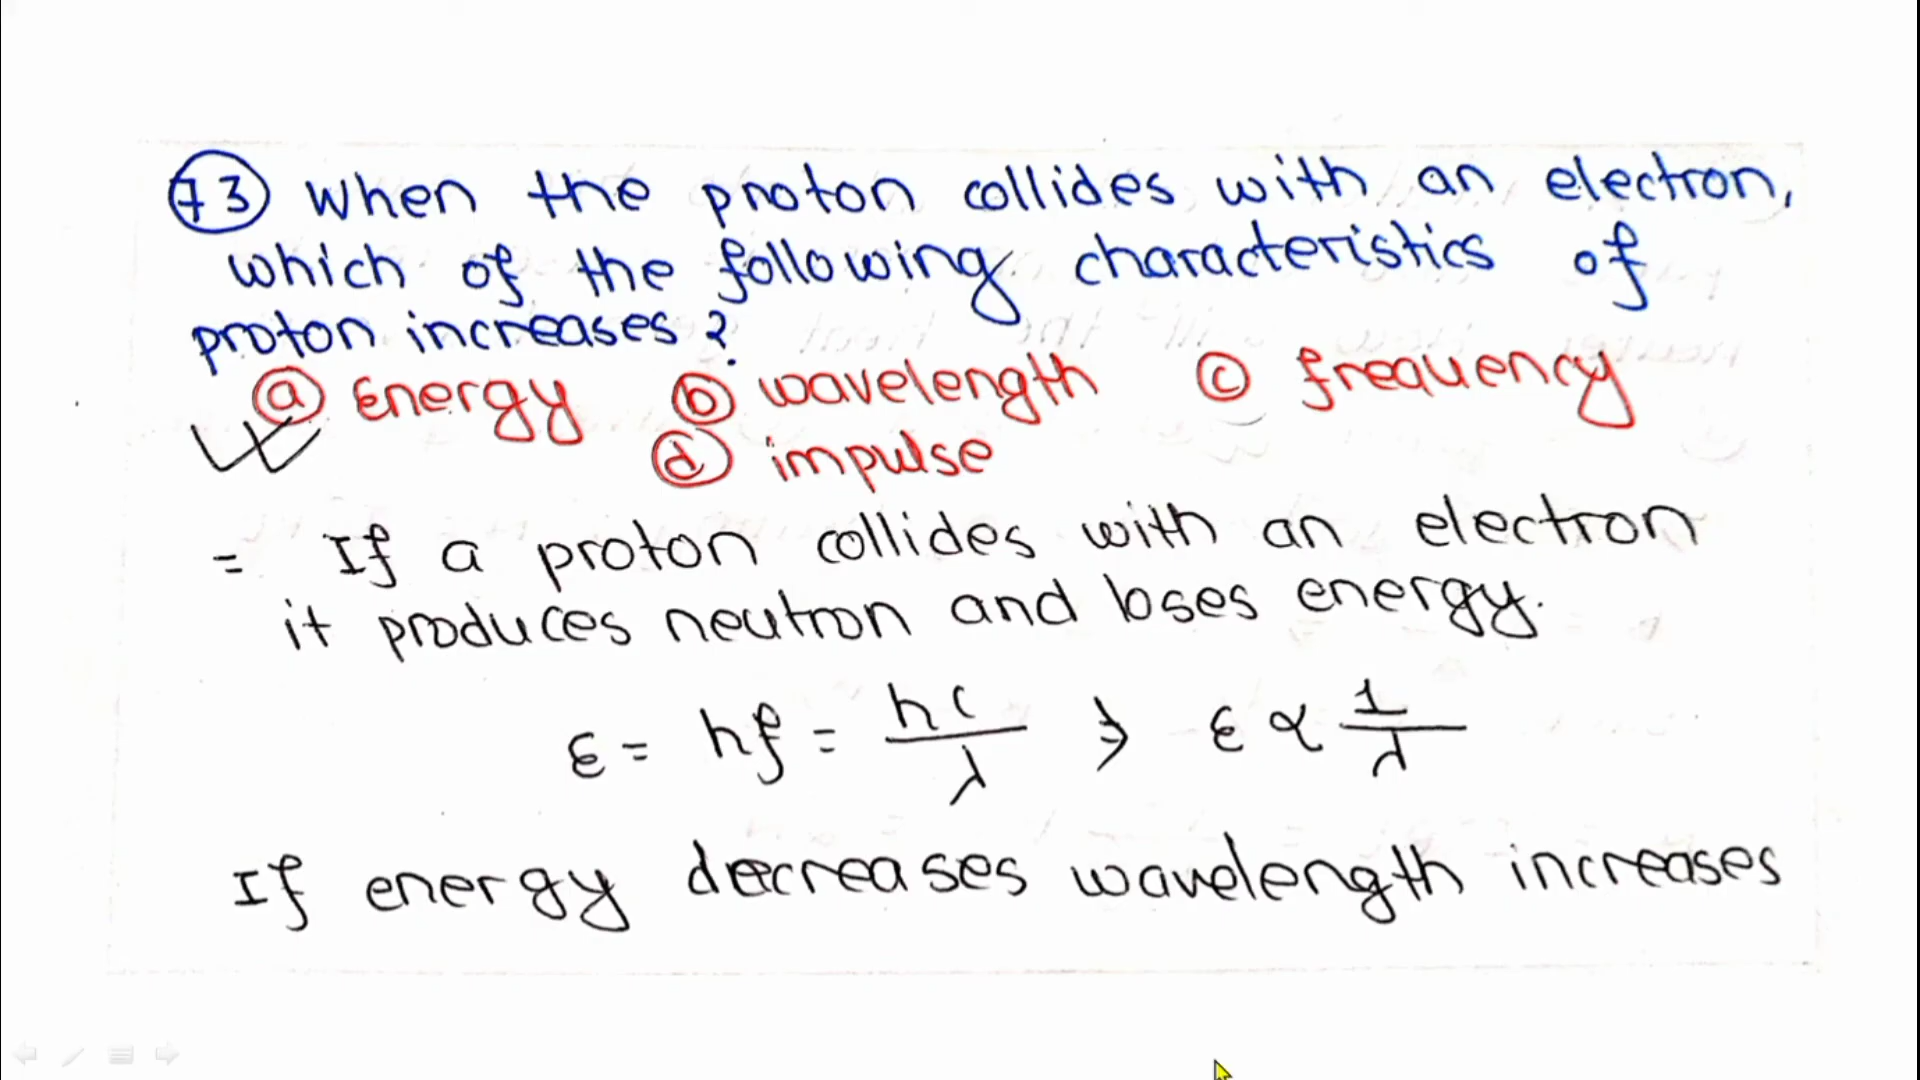 73 When the proton collides with an electron,
which of the following characteristics of
proton increases?
a Energy b wavelength c frequency
d impulse
= If a proton collides with an electron
it produces neutron and loses energy.
ε = hf = hc/λ ⇒ ε ∝ 1/λ
If energy decreases wavelength increases